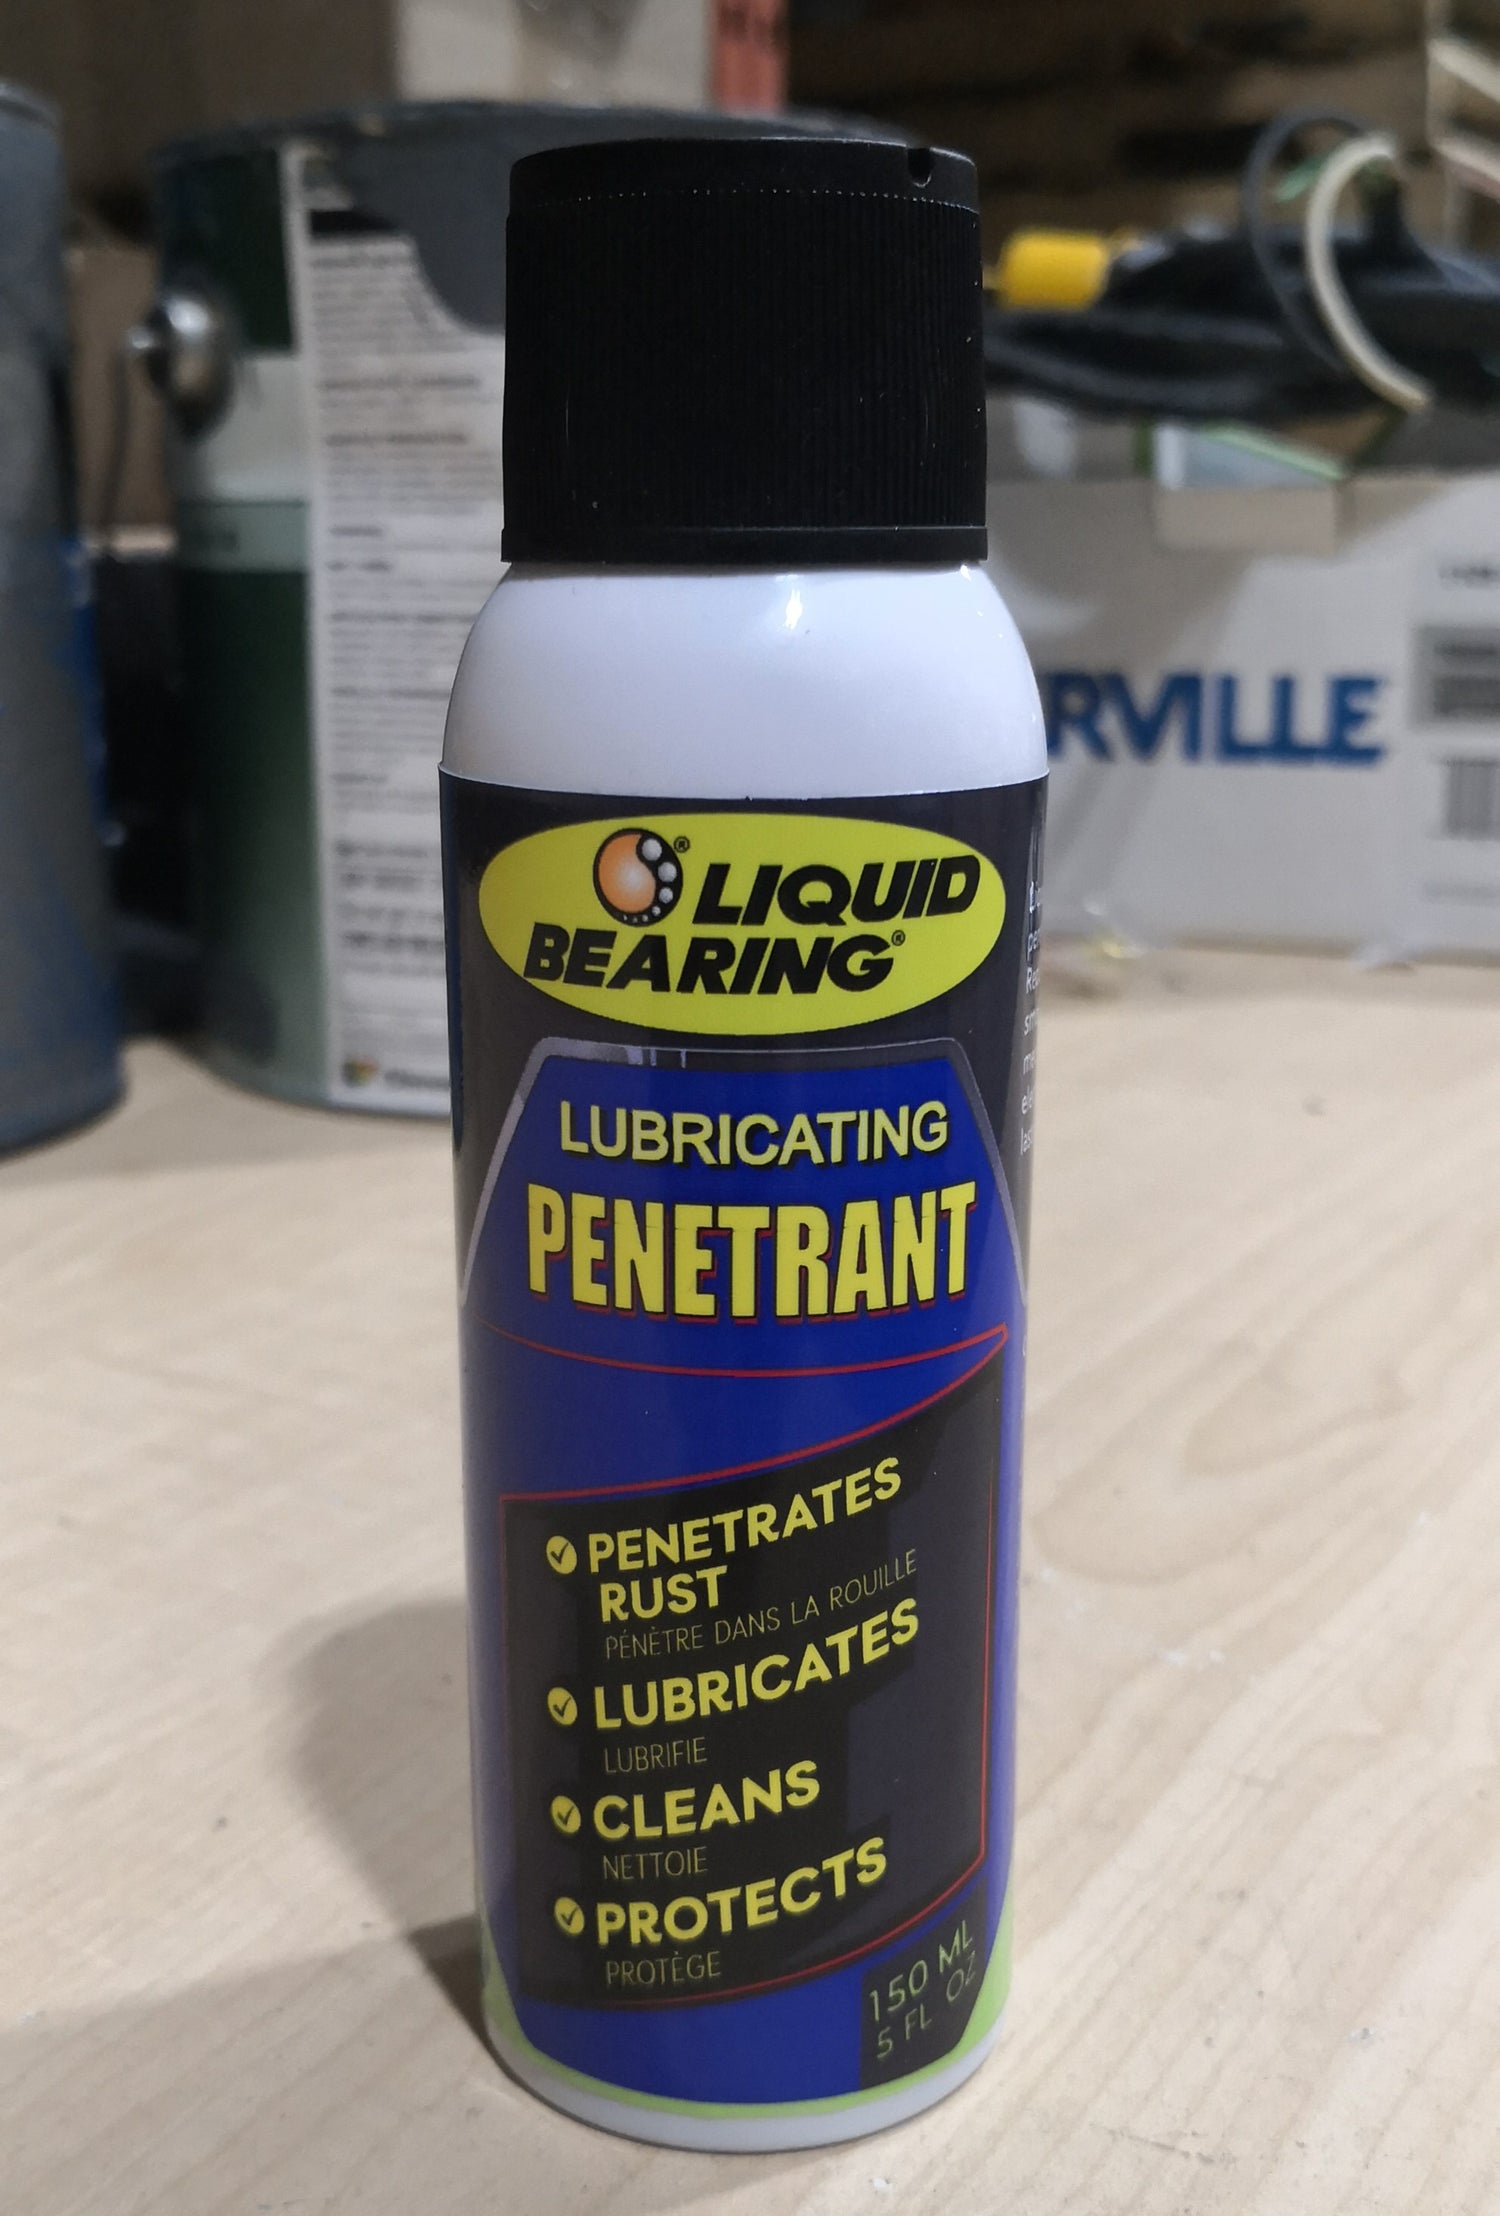 LIQUID
BEARING®
LUBRICATING
PENETRANT
PENETRATES
RUST
PÉNÈTRE DANS LA ROUILLE
LUBRICATES
LUBRIFIE
CLEANS
NETTOIE
PROTECTS
PROTÈGE
150 ML
5 FL OZ
RVILLE